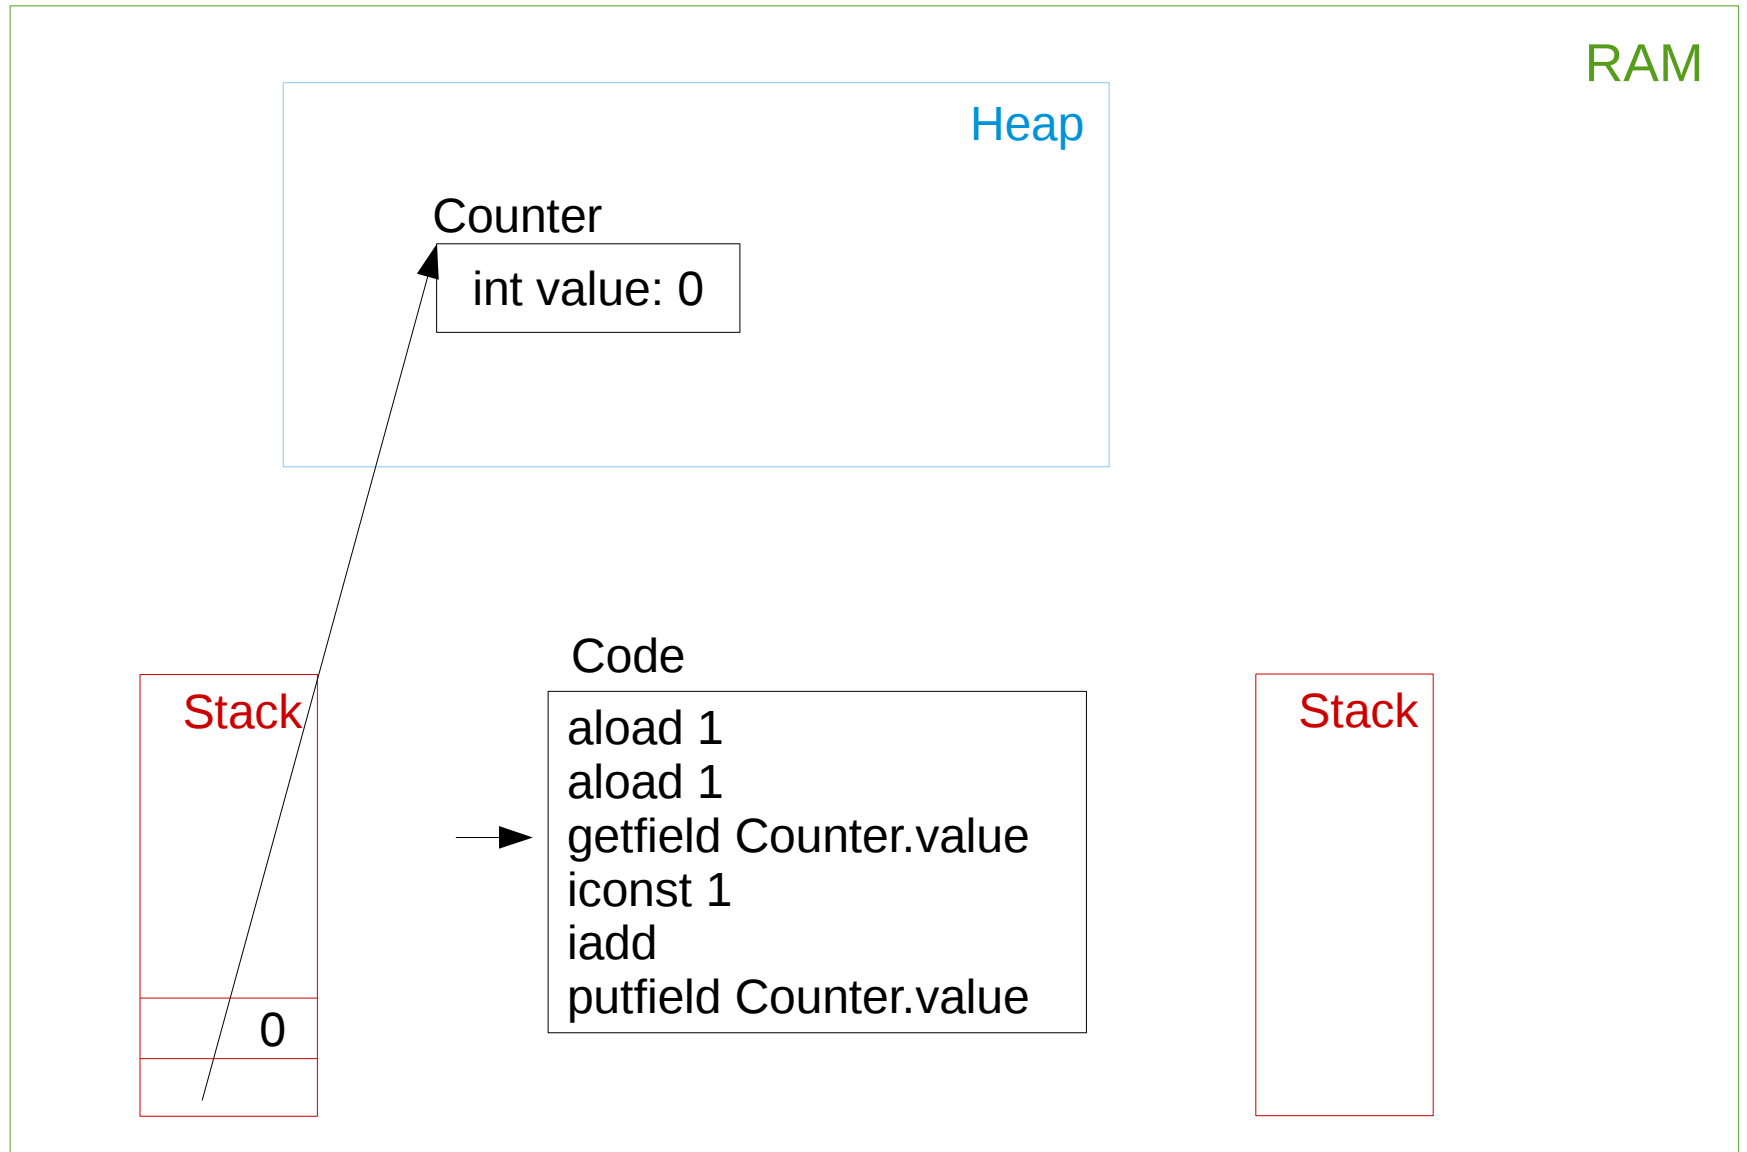 RAM
Heap
Counter
int value: 0
Code
Stack
Stack
aload 1
aload 1
getfield Counter.value
iconst 1
iadd
putfield Counter.value
0